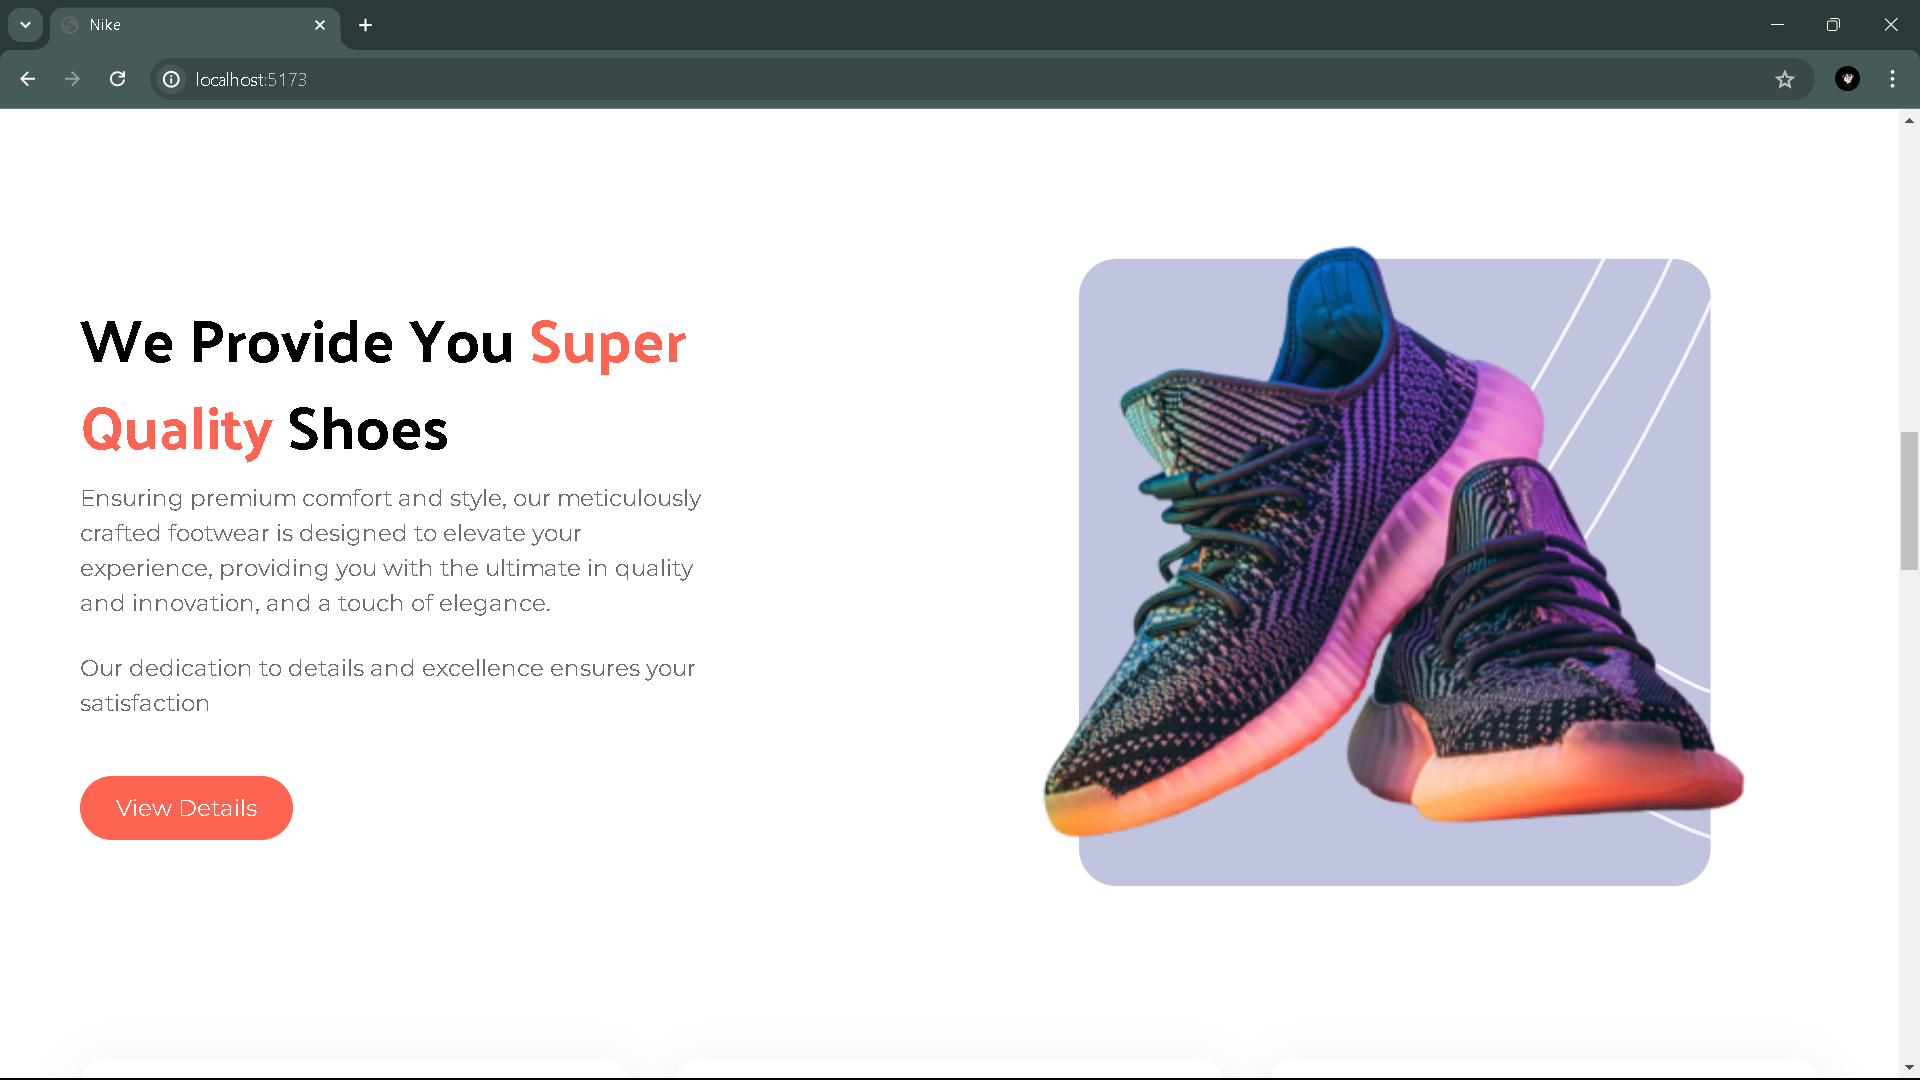 Nike
localhost:5173
We Provide You Super
Quality Shoes
Ensuring premium comfort and style, our meticulously
crafted footwear is designed to elevate your
experience, providing you with the ultimate in quality
and innovation, and a touch of elegance.
Our dedication to details and excellence ensures your
satisfaction
View Details